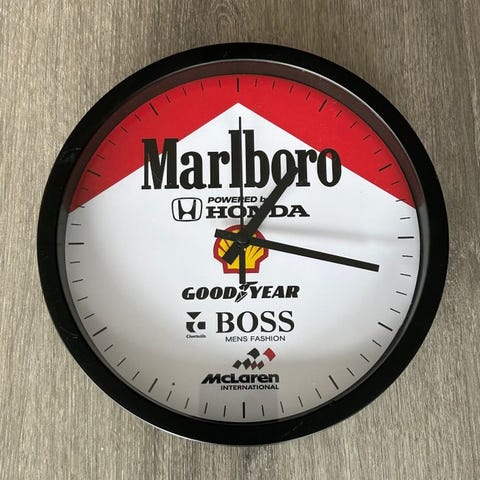 Marlboro
POWERED by
HONDA
GOODYEAR
BOSS
MENS FASHION
McLaren
INTERNATIONAL